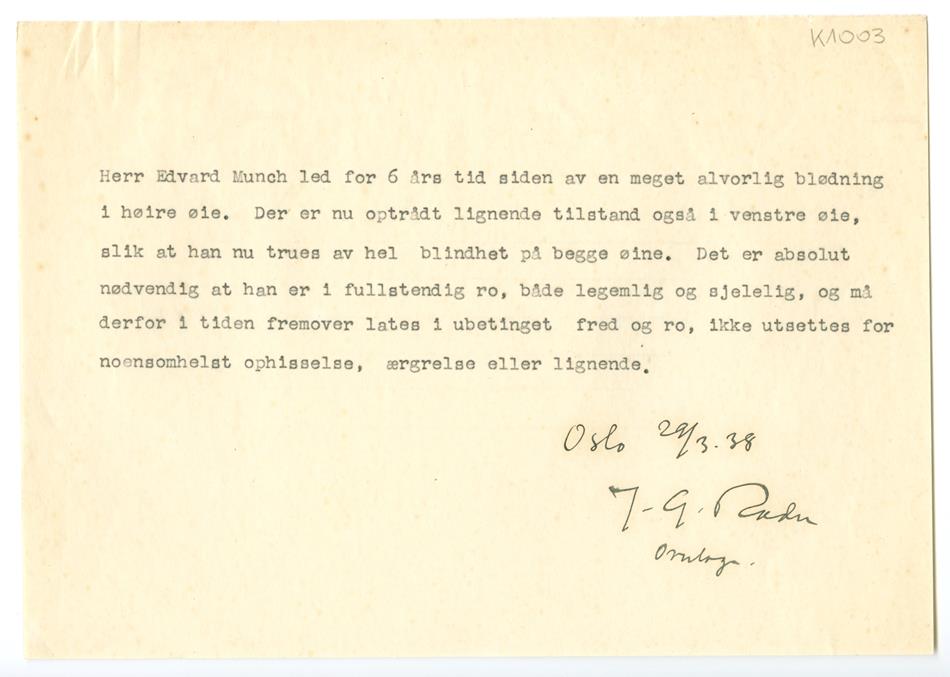 K1003
Herr Edvard Munch led for 6 års tid siden av en meget alvorlig blødning
i høire øie.  Der er nu optrådt lignende tilstand også i venstre øie,
slik at han nu trues av hel  blindhet på begge øine.  Det er absolut
nødvendig at han er i fullstendig ro, både legemlig og sjelelig, og må
derfor i tiden fremover lates i ubetinget  fred og ro, ikke utsettes for
noensomhelst ophisselse,  ærgrelse eller lignende.
Oslo 29/3.38
J. G.